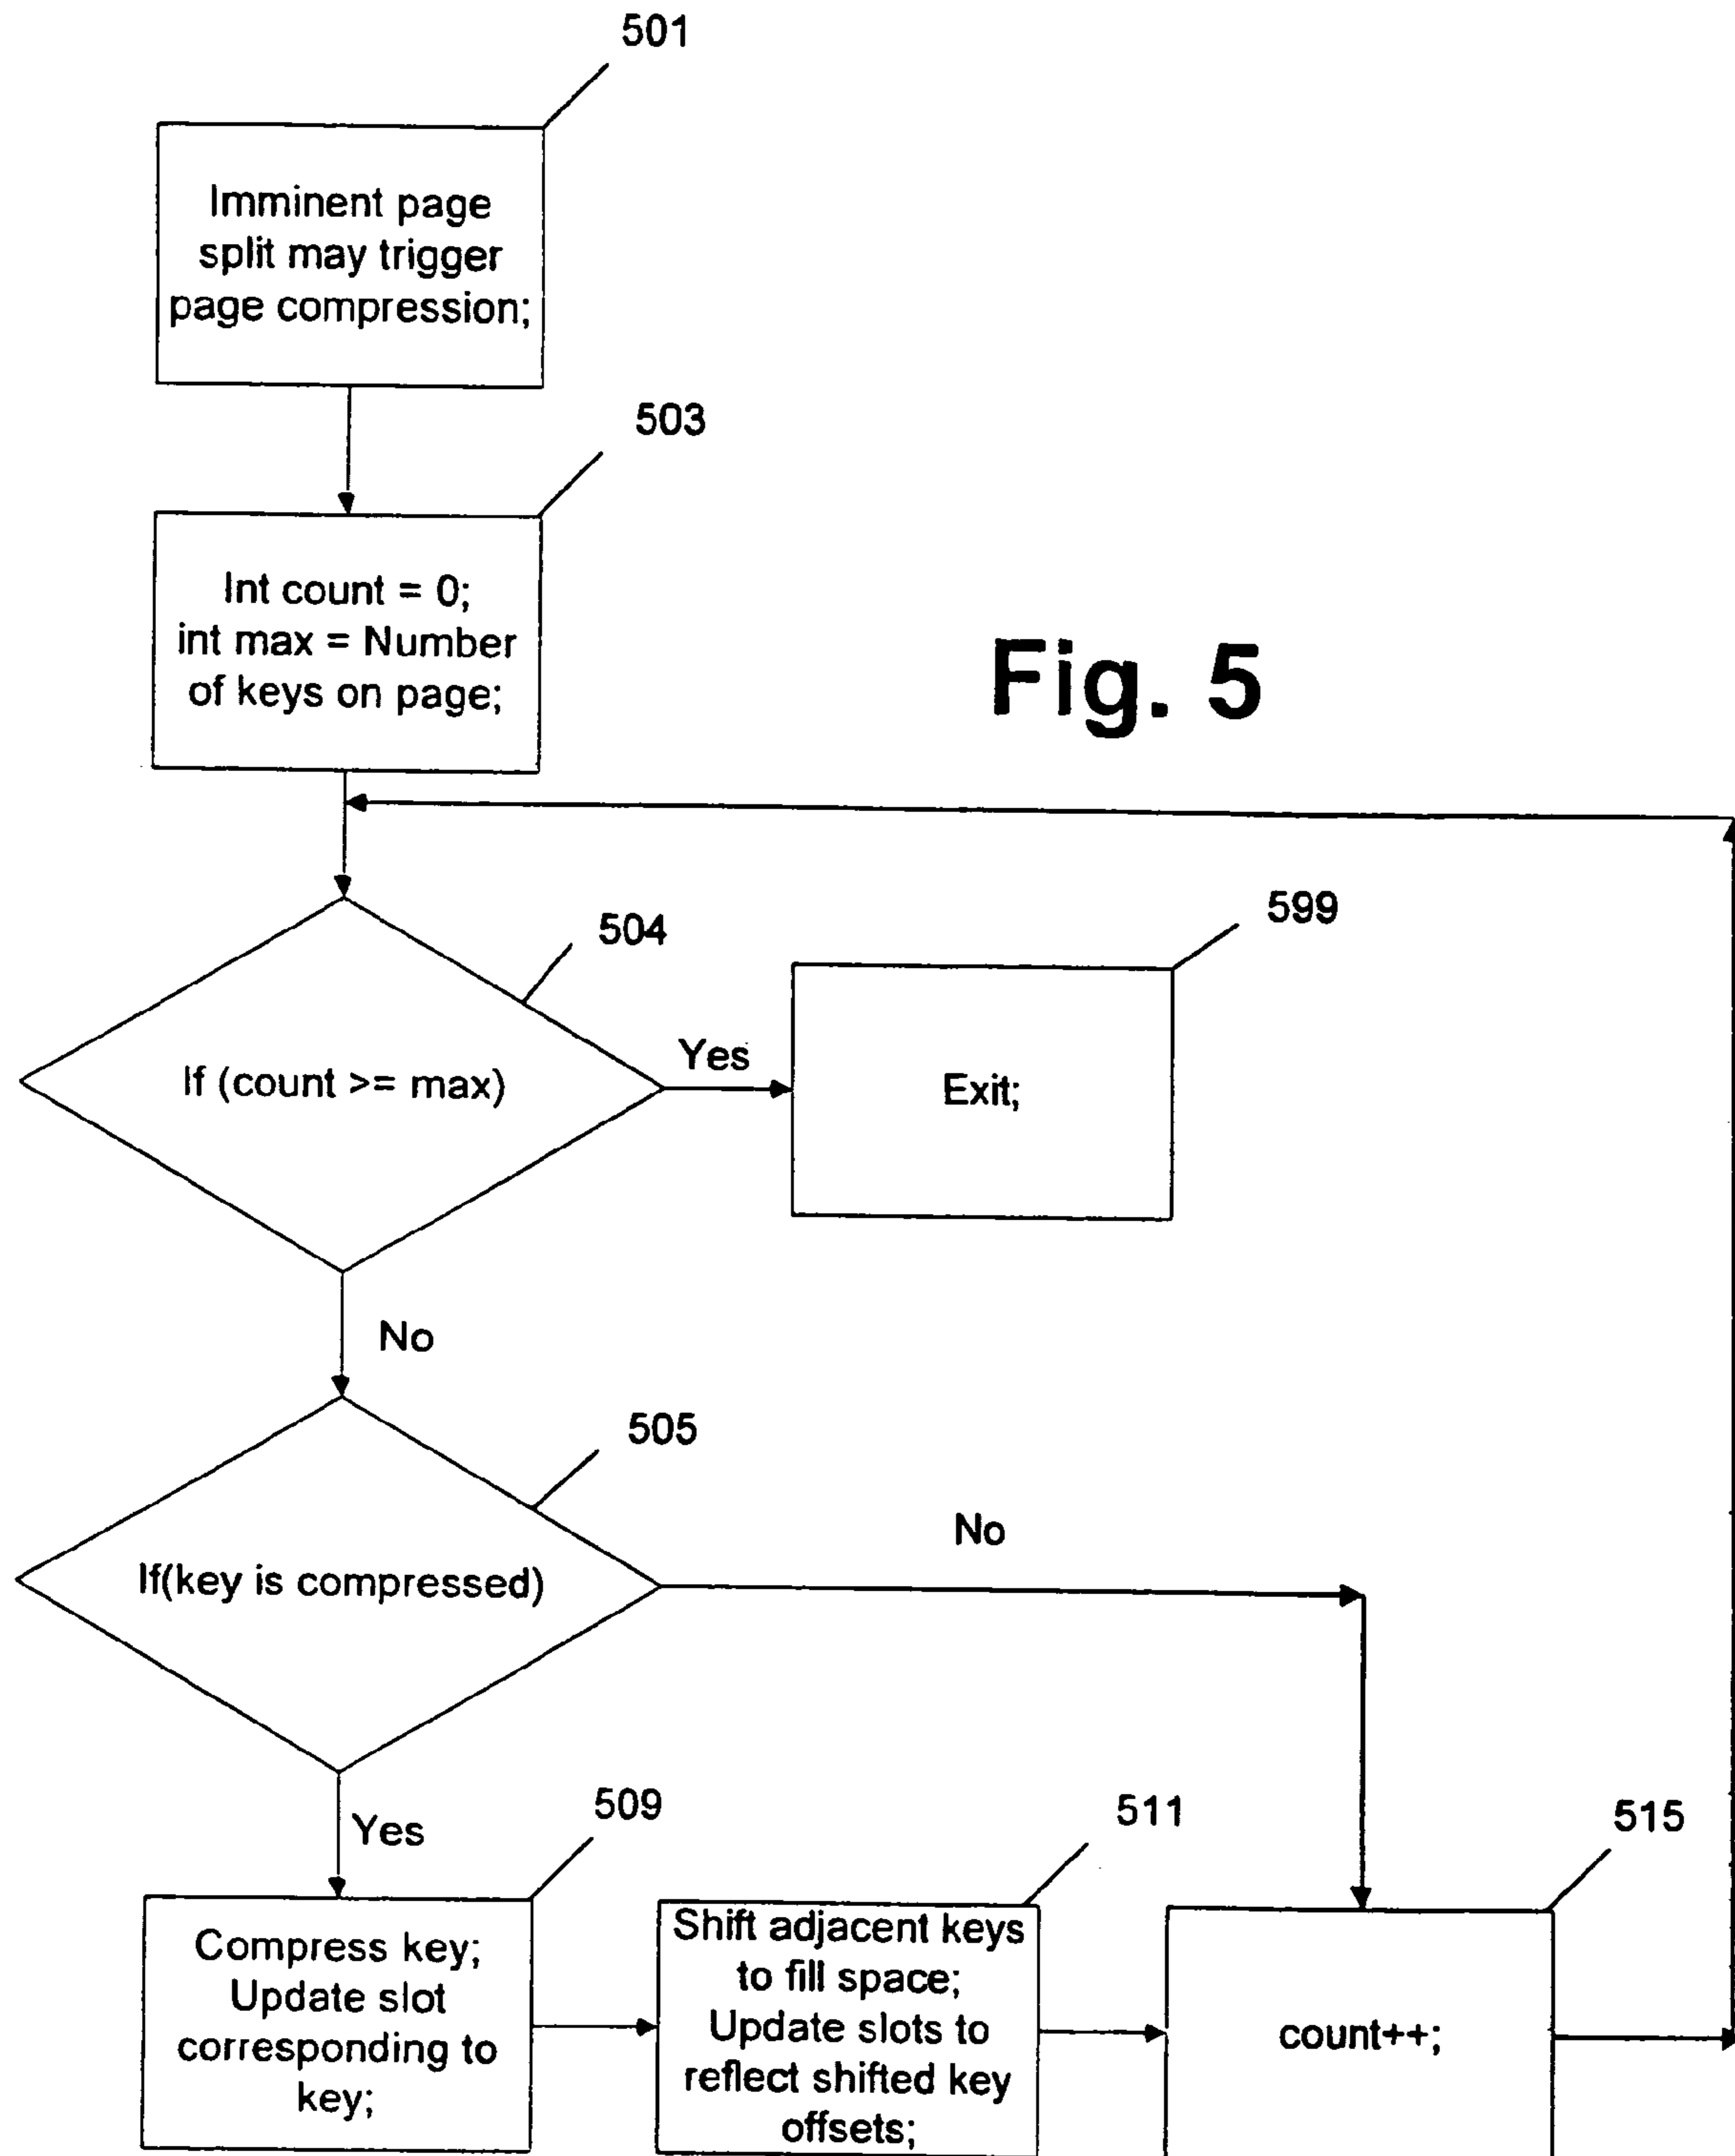 501
Imminent page
split may trigger
page compression;
503
Int count = 0;
int max = Number
of keys on page;
Fig. 5
504
599
If (count >= max)
Yes
Exit;
No
505
If(key is compressed)
No
Yes
509
511
515
Compress key;
Update slot
corresponding to
key;
Shift adjacent keys
to fill space;
Update slots to
reflect shifted key
offsets;
count++;